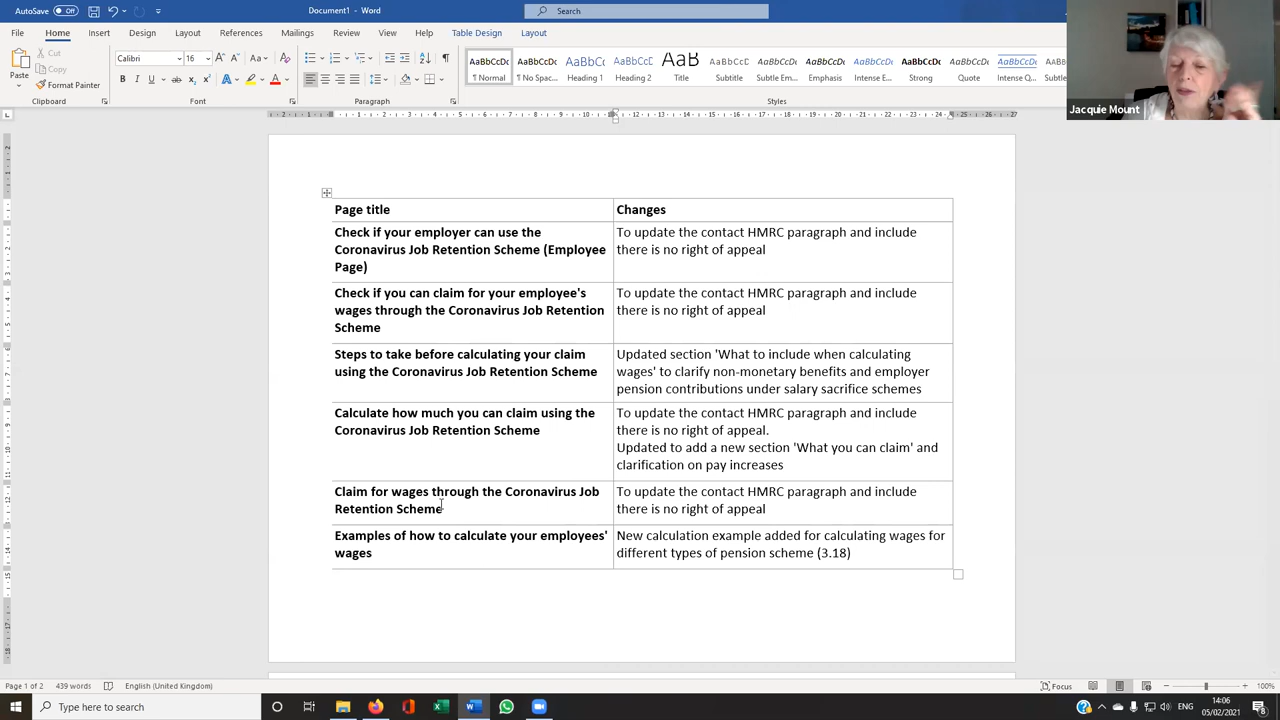 AutoSave Off
Document1 - Word
Search
File Home Insert Design Layout References Mailings Review View Help Table Design Layout
Paste
Cut
Copy
Format Painter
Clipboard
Calibri 16
Font
Paragraph
AaBbCcDc AaBbCcDc AaBbCc AaBbCcC AaB AaBbCcC AaBbCcDc AaBbCcDc AaBbCcDc AaBbCcDc AaBbCcDc AaBbCcDc
¶ Normal ¶ No Spac... Heading 1 Heading 2 Title Subtitle Subtle Em... Emphasis Intense E... Strong Quote Intense Q...
Styles
Jacquie Mount
Page title Changes
Check if your employer can use the
Coronavirus Job Retention Scheme (Employee
Page)
To update the contact HMRC paragraph and include
there is no right of appeal
Check if you can claim for your employee's
wages through the Coronavirus Job Retention
Scheme
To update the contact HMRC paragraph and include
there is no right of appeal
Steps to take before calculating your claim
using the Coronavirus Job Retention Scheme
Updated section 'What to include when calculating
wages' to clarify non-monetary benefits and employer
pension contributions under salary sacrifice schemes
Calculate how much you can claim using the
Coronavirus Job Retention Scheme
To update the contact HMRC paragraph and include
there is no right of appeal.
Updated to add a new section 'What you can claim' and
clarification on pay increases
Claim for wages through the Coronavirus Job
Retention Scheme
To update the contact HMRC paragraph and include
there is no right of appeal
Examples of how to calculate your employees'
wages
New calculation example added for calculating wages for
different types of pension scheme (3.18)
Page 1 of 2 439 words English (United Kingdom)
Focus
100%
Type here to search
ENG
14:06
05/02/2021